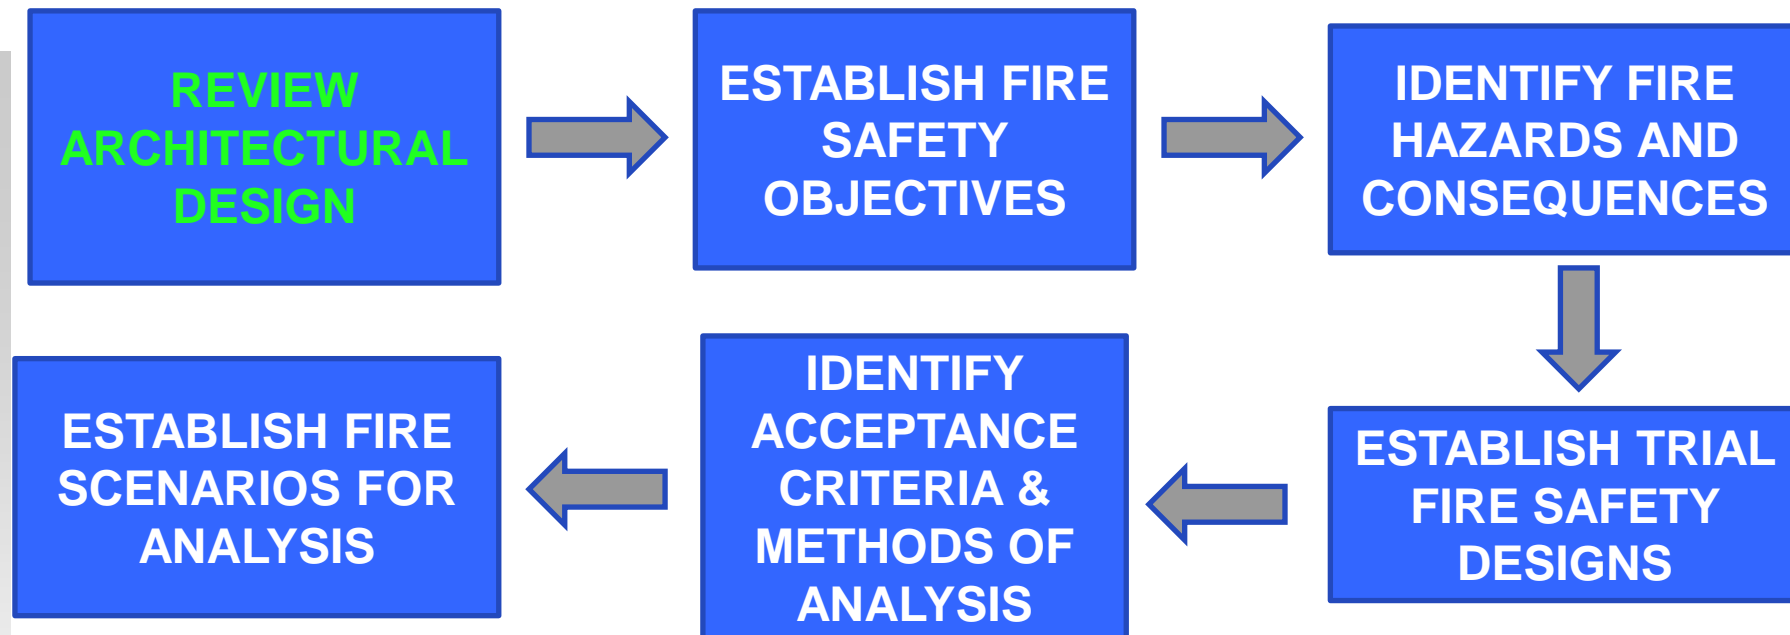 REVIEW
ARCHITECTURAL
DESIGN
ESTABLISH FIRE
SAFETY
OBJECTIVES
IDENTIFY FIRE
HAZARDS AND
CONSEQUENCES
ESTABLISH TRIAL
FIRE SAFETY
DESIGNS
IDENTIFY
ACCEPTANCE
CRITERIA &
METHODS OF
ANALYSIS
ESTABLISH FIRE
SCENARIOS FOR
ANALYSIS